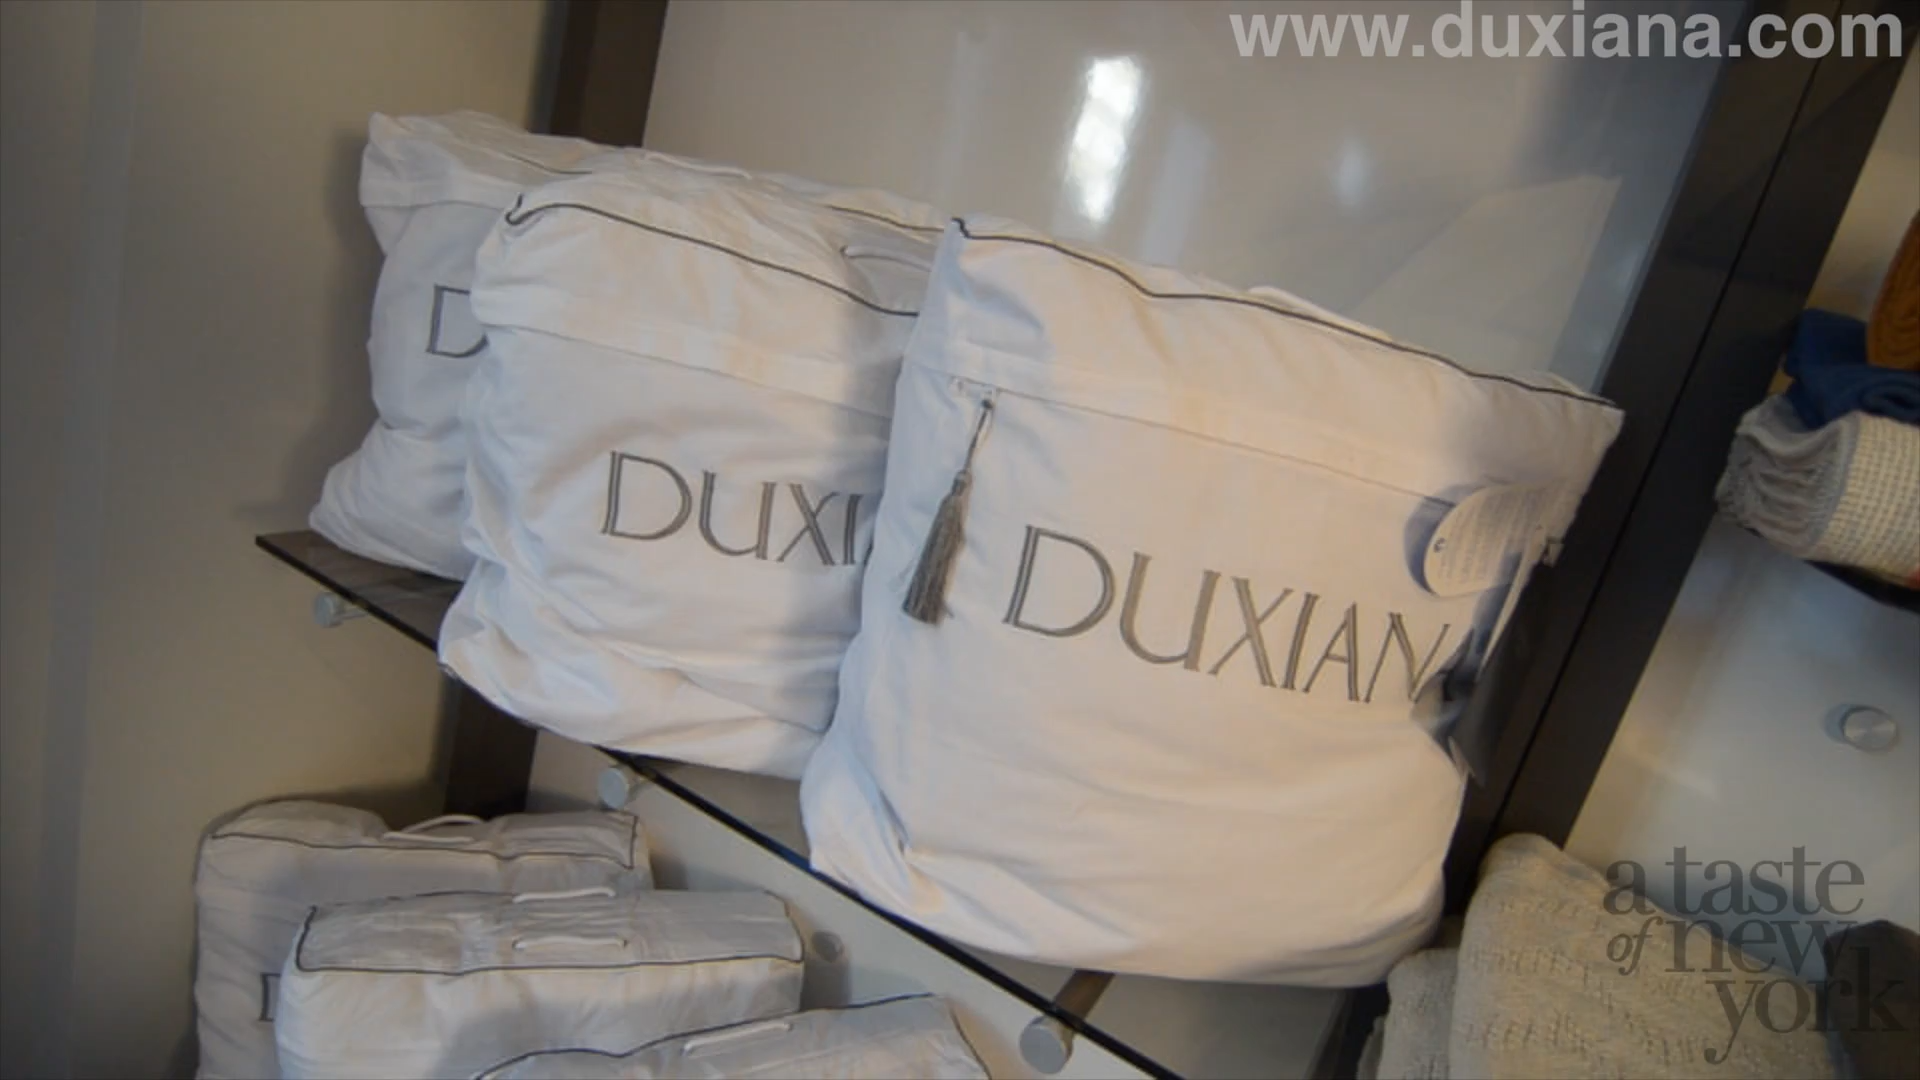 www.duxiana.com
D
DUXI
DUXIANA
D
a taste
of new
york